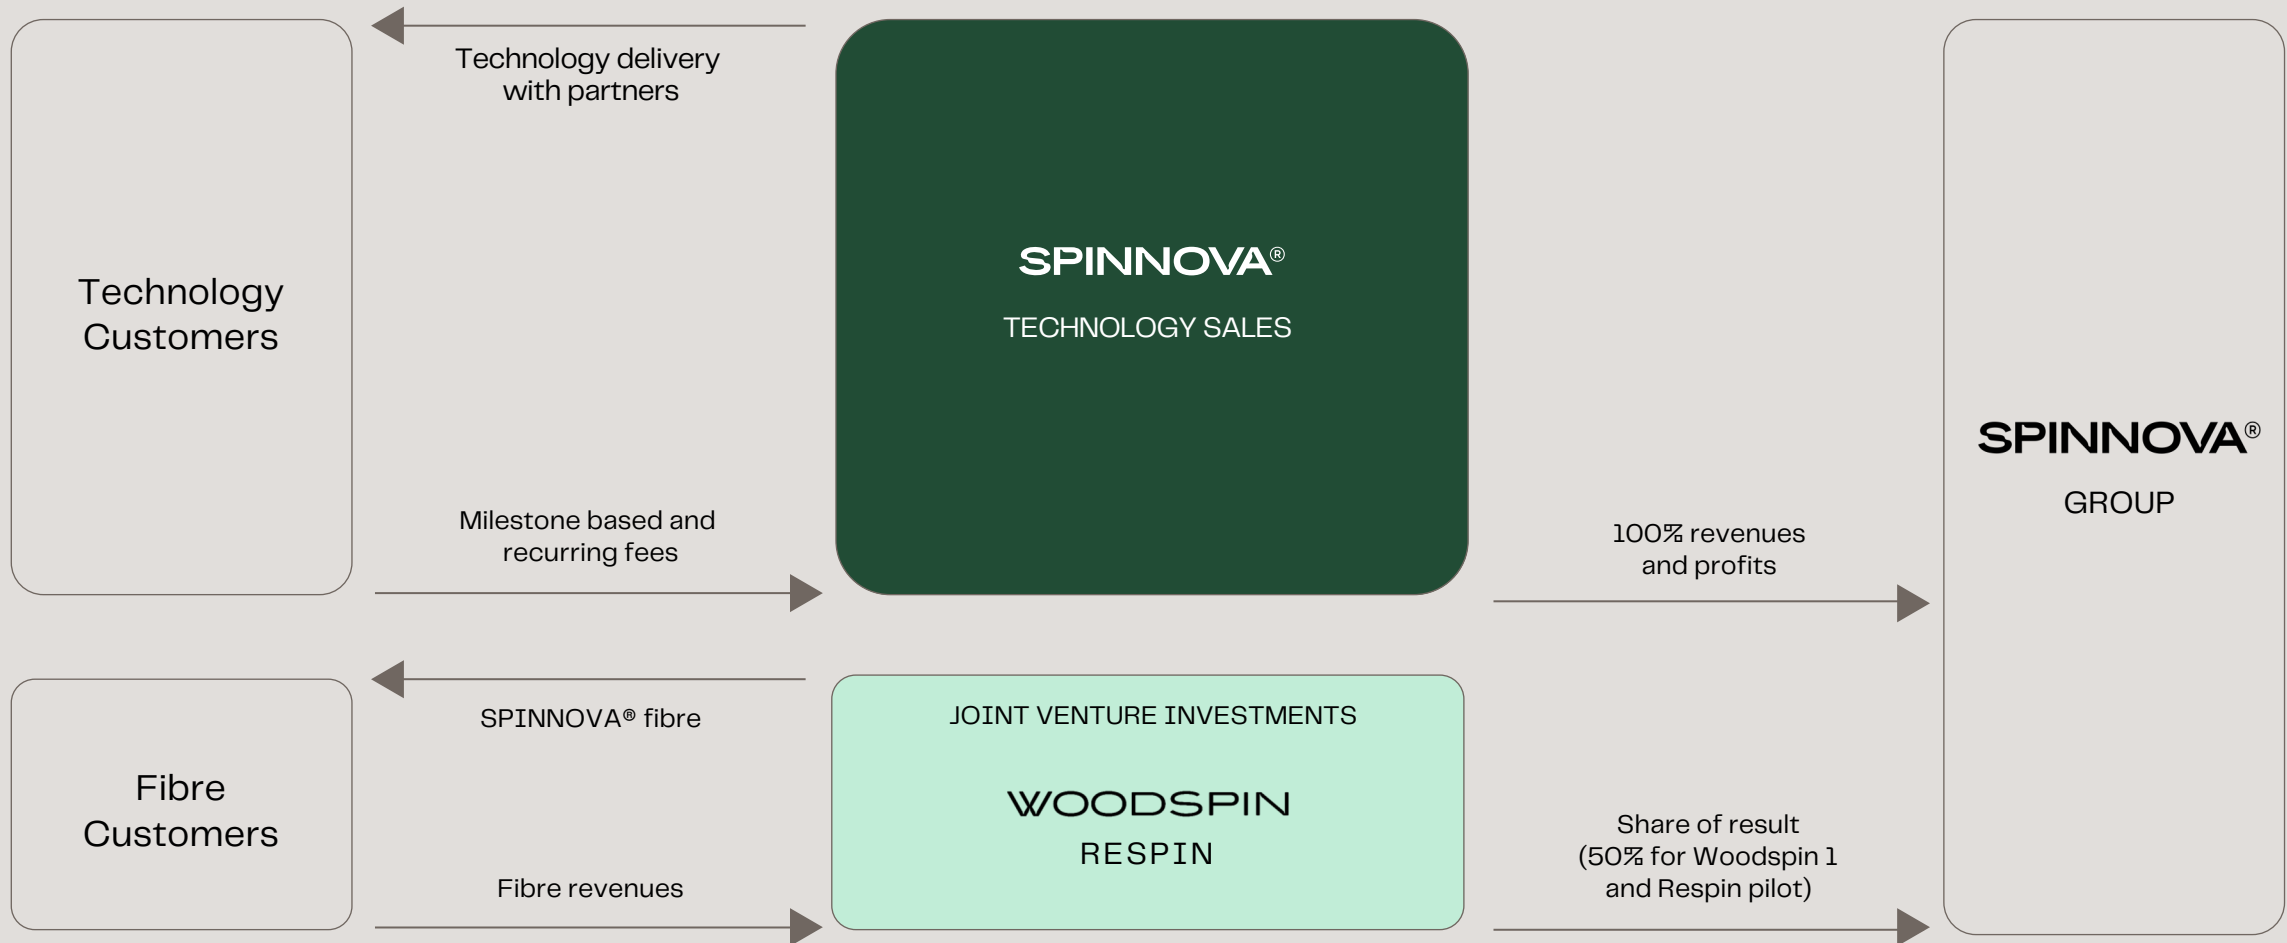 Technology delivery
with partners
Technology
Customers
SPINNOVA®
TECHNOLOGY SALES
Milestone based and
recurring fees
100% revenues
and profits
SPINNOVA®
GROUP
Fibre
Customers
SPINNOVA® fibre
Fibre revenues
JOINT VENTURE INVESTMENTS
WOODSPIN
RESPIN
Share of result
(50% for Woodspin 1
and Respin pilot)